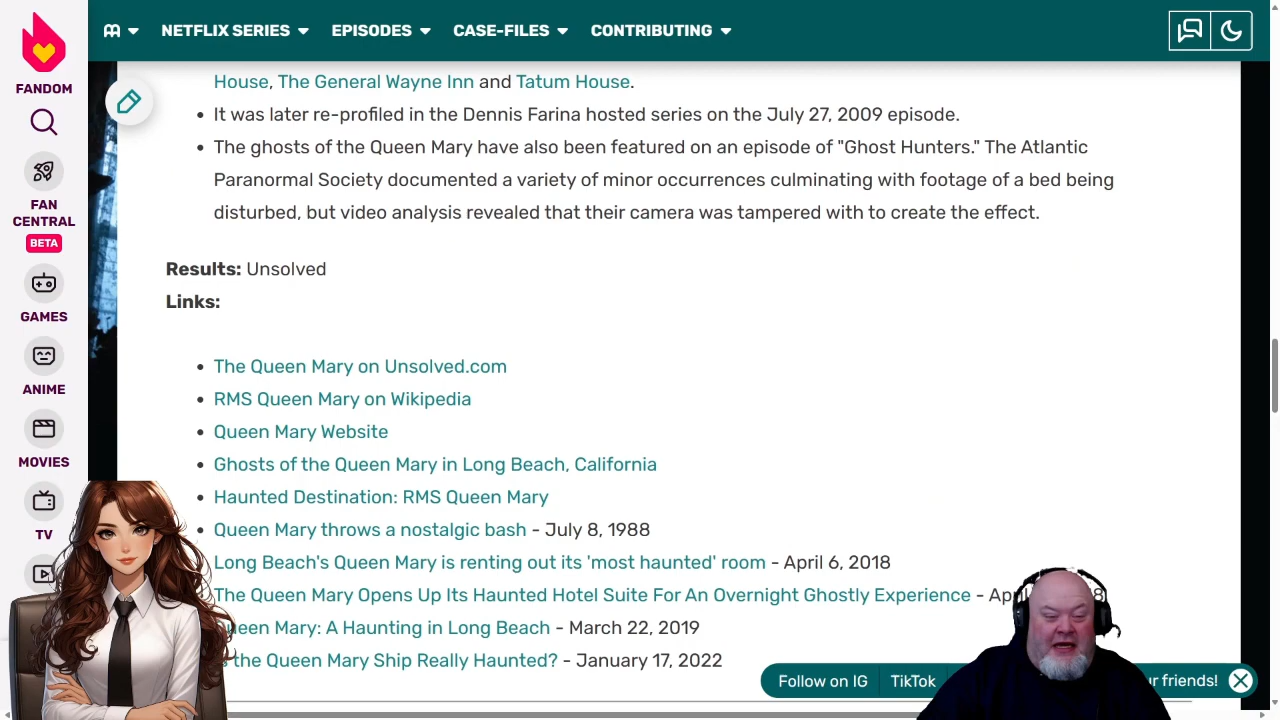 NETFLIX SERIES EPISODES CASE-FILES CONTRIBUTING
FANDOM
FAN
CENTRAL
BETA
GAMES
ANIME
MOVIES
TV
House, The General Wayne Inn and Tatum House.
It was later re-profiled in the Dennis Farina hosted series on the July 27, 2009 episode.
The ghosts of the Queen Mary have also been featured on an episode of "Ghost Hunters." The Atlantic
Paranormal Society documented a variety of minor occurrences culminating with footage of a bed being
disturbed, but video analysis revealed that their camera was tampered with to create the effect.
Results: Unsolved
Links:
The Queen Mary on Unsolved.com
RMS Queen Mary on Wikipedia
Queen Mary Website
Ghosts of the Queen Mary in Long Beach, California
Haunted Destination: RMS Queen Mary
Queen Mary throws a nostalgic bash - July 8, 1988
Long Beach's Queen Mary is renting out its 'most haunted' room - April 6, 2018
The Queen Mary Opens Up Its Haunted Hotel Suite For An Overnight Ghostly Experience -
Queen Mary: A Haunting in Long Beach - March 22, 2019
the Queen Mary Ship Really Haunted? - January 17, 2022
Follow on IG TikTok friends!